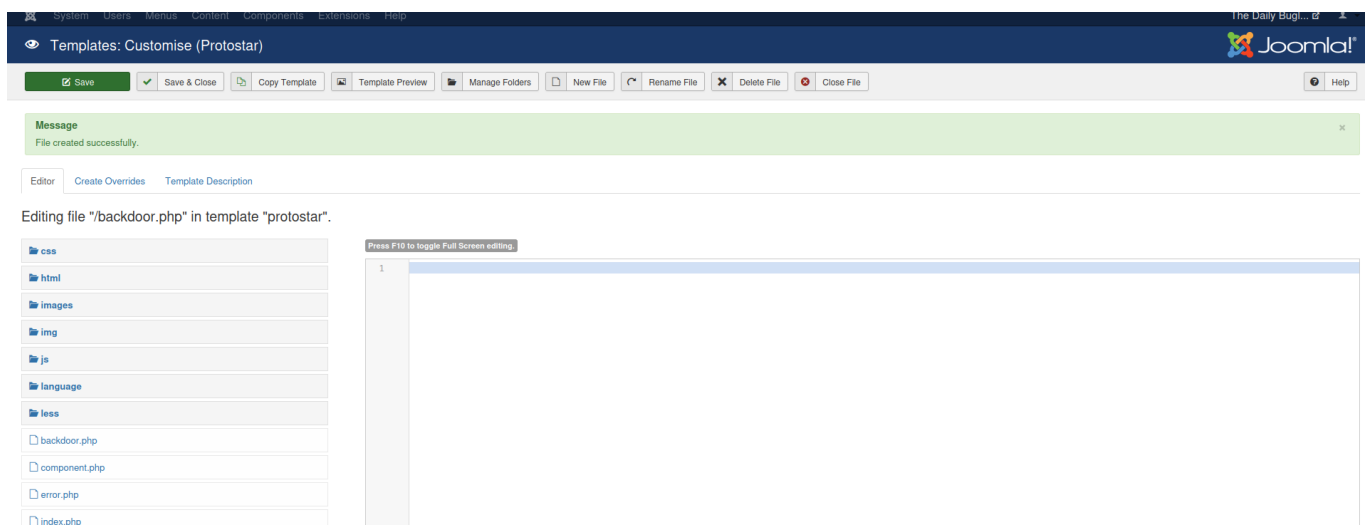 System Users Menus Content Components Extensions Help The Daily Bugl...
Templates: Customise (Protostar) Joomla!®
Save Save & Close Copy Template Template Preview Manage Folders New File Rename File Delete File Close File Help
Message ×
File created successfully.
Editor Create Overrides Template Description
Editing file "/backdoor.php" in template "protostar".
Press F10 to toggle Full Screen editing.
1
css
html
images
img
js
language
less
backdoor.php
component.php
error.php
index.php